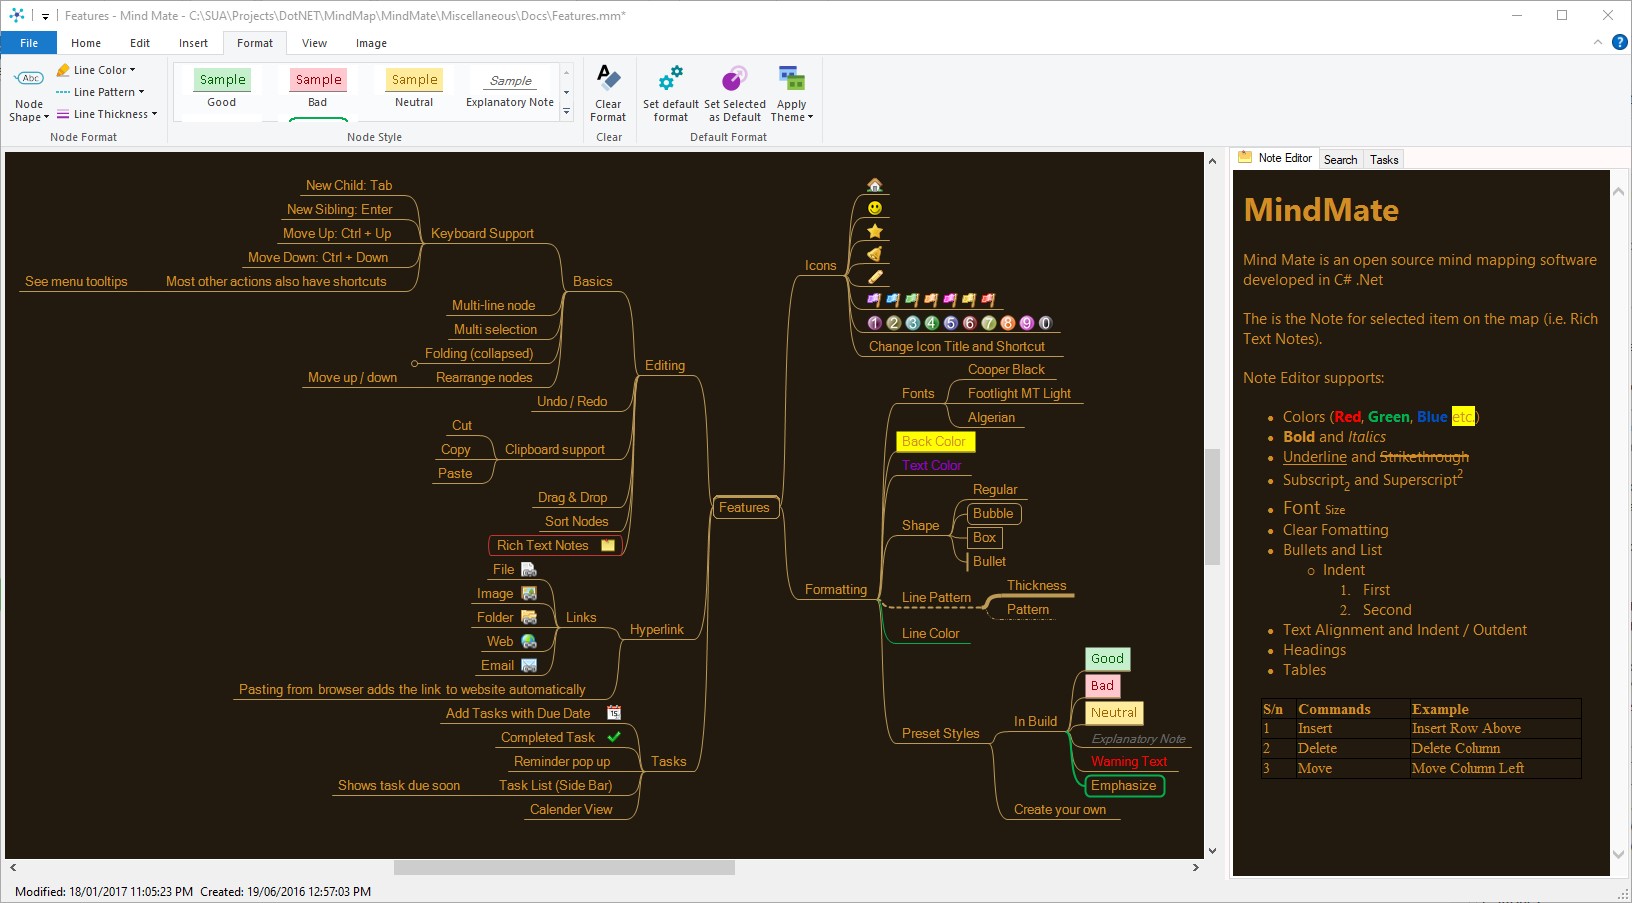 Features - Mind Mate - C:\SUA\Projects\DotNET\MindMap\MindMate\Miscellaneous\Docs\Features.mm*
File Home Edit Insert Format View Image
Abc
Node Shape
Line Color
Line Pattern
Line Thickness
Node Format
Sample Sample Sample Sample
Good Bad Neutral Explanatory Note
Node Style
Clear Format
Clear
Set default format
Set Selected as Default
Apply Theme
Default Format
New Child: Tab
New Sibling: Enter
Move Up: Ctrl + Up
Move Down: Ctrl + Down
See menu tooltips
Most other actions also have shortcuts
Keyboard Support
Basics
Multi-line node
Multi selection
Folding (collapsed)
Move up / down
Rearrange nodes
Editing
Undo / Redo
Cut
Copy
Paste
Clipboard support
Drag & Drop
Sort Nodes
Rich Text Notes
File
Image
Folder
Web
Email
Links
Hyperlink
Pasting from browser adds the link to website automatically
Add Tasks with Due Date
15
Completed Task
Reminder pop up
Shows task due soon
Task List (Side Bar)
Calender View
Tasks
Features
Icons
1 2 3 4 5 6 7 8 9 0
Change Icon Title and Shortcut
Formatting
Fonts
Cooper Black
Footlight MT Light
Algerian
Back Color
Text Color
Shape
Regular
Bubble
Box
Bullet
Line Pattern
Thickness
Pattern
Line Color
Preset Styles
In Build
Good
Bad
Neutral
Explanatory Note
Warning Text
Emphasize
Create your own
Note Editor Search Tasks
MindMate
Mind Mate is an open source mind mapping software
developed in C# .Net
The is the Note for selected item on the map (i.e. Rich
Text Notes).
Note Editor supports:
Colors (Red, Green, Blue etc.)
Bold and Italics
Underline and Strikethrough
Subscript2 and Superscript2
Font Size
Clear Fomatting
Bullets and List
Indent
1. First
2. Second
Text Alignment and Indent / Outdent
Headings
Tables
S/n Commands Example
1 Insert Insert Row Above
2 Delete Delete Column
3 Move Move Column Left
Modified: 18/01/2017 11:05:23 PM Created: 19/06/2016 12:57:03 PM